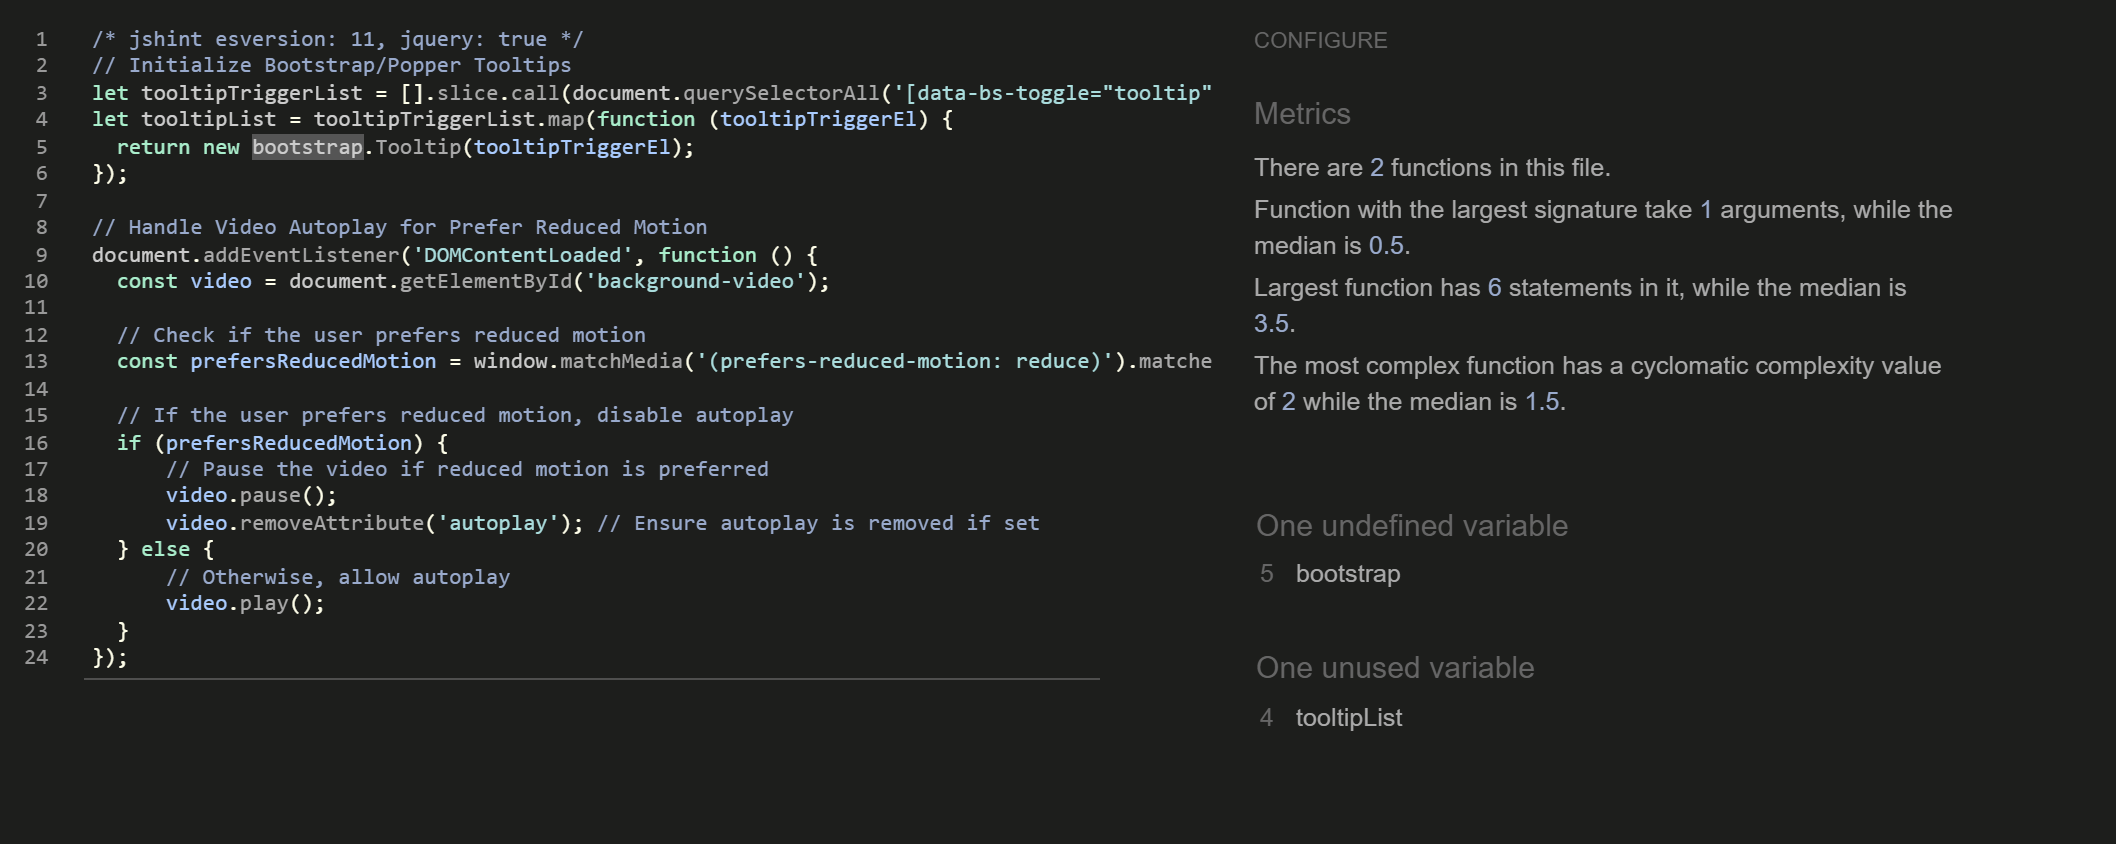 1 /* jshint esversion: 11, jquery: true */
2 // Initialize Bootstrap/Popper Tooltips
3 let tooltipTriggerList = [].slice.call(document.querySelectorAll('[data-bs-toggle="tooltip"
4 let tooltipList = tooltipTriggerList.map(function (tooltipTriggerEl) {
5   return new bootstrap.Tooltip(tooltipTriggerEl);
6 });
7
8 // Handle Video Autoplay for Prefer Reduced Motion
9 document.addEventListener('DOMContentLoaded', function () {
10   const video = document.getElementById('background-video');
11
12   // Check if the user prefers reduced motion
13   const prefersReducedMotion = window.matchMedia('(prefers-reduced-motion: reduce)').matche
14
15   // If the user prefers reduced motion, disable autoplay
16   if (prefersReducedMotion) {
17       // Pause the video if reduced motion is preferred
18       video.pause();
19       video.removeAttribute('autoplay'); // Ensure autoplay is removed if set
20   } else {
21       // Otherwise, allow autoplay
22       video.play();
23   }
24 });
CONFIGURE
Metrics
There are 2 functions in this file.
Function with the largest signature take 1 arguments, while the
median is 0.5.
Largest function has 6 statements in it, while the median is
3.5.
The most complex function has a cyclomatic complexity value
of 2 while the median is 1.5.
One undefined variable
5 bootstrap
One unused variable
4 tooltipList